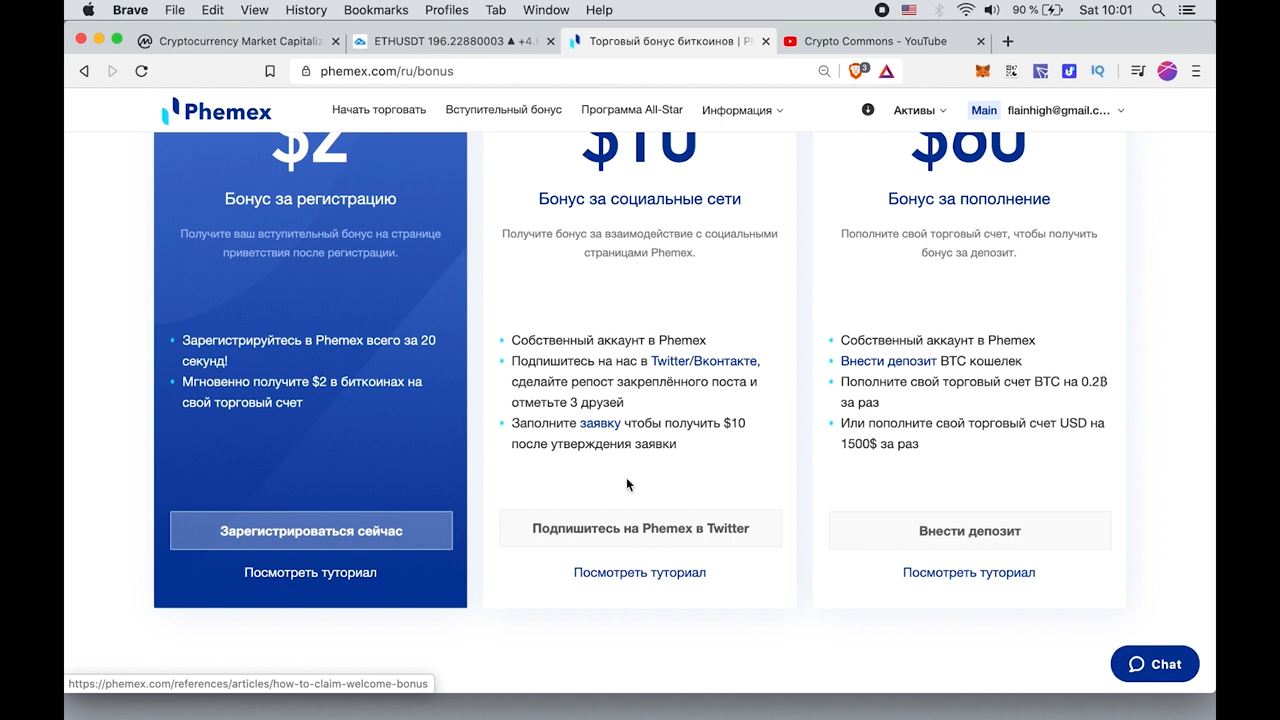 Brave File Edit View History Bookmarks Profiles Tab Window Help 90 % Sat 10:01
Cryptocurrency Market Capitaliz ETHUSDT 196.22880003 ▲ +4. Торговый бонус биткоинов | P Crypto Commons - YouTube
phemex.com/ru/bonus 3 IQ
Phemex Начать торговать Вступительный бонус Программа All-Star Информация Активы Main flainhigh@gmail.c...
$2 $10 $60
Бонус за регистрацию
Получите ваш вступительный бонус на странице
приветствия после регистрации.
• Зарегистрируйтесь в Phemex всего за 20
секунд!
• Мгновенно получите $2 в биткоинах на
свой торговый счет
Зарегистрироваться сейчас
Посмотреть туториал
Бонус за социальные сети
Получите бонус за взаимодействие с социальными
страницами Phemex.
• Собственный аккаунт в Phemex
• Подпишитесь на нас в Twitter/Вконтакте,
сделайте репост закреплённого поста и
отметьте 3 друзей
• Заполните заявку чтобы получить $10
после утверждения заявки
Подпишитесь на Phemex в Twitter
Посмотреть туториал
Бонус за пополнение
Пополните свой торговый счет, чтобы получить
бонус за депозит.
• Собственный аккаунт в Phemex
• Внести депозит BTC кошелек
• Пополните свой торговый счет BTC на 0.2₿
за раз
• Или пополните свой торговый счет USD на
1500$ за раз
Внести депозит
Посмотреть туториал
Chat
https://phemex.com/references/articles/how-to-claim-welcome-bonus